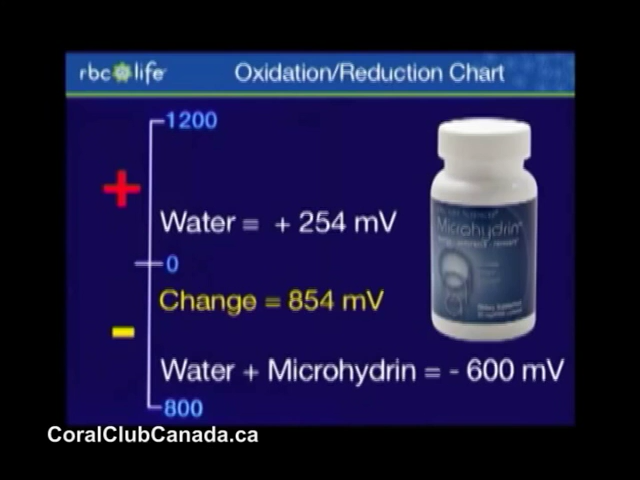 rbc life
Oxidation/Reduction Chart
1200
+
Water = + 254 mV
0
Change = 854 mV
-
Water + Microhydrin = - 600 mV
800
Microhydrin
CoralClubCanada.ca